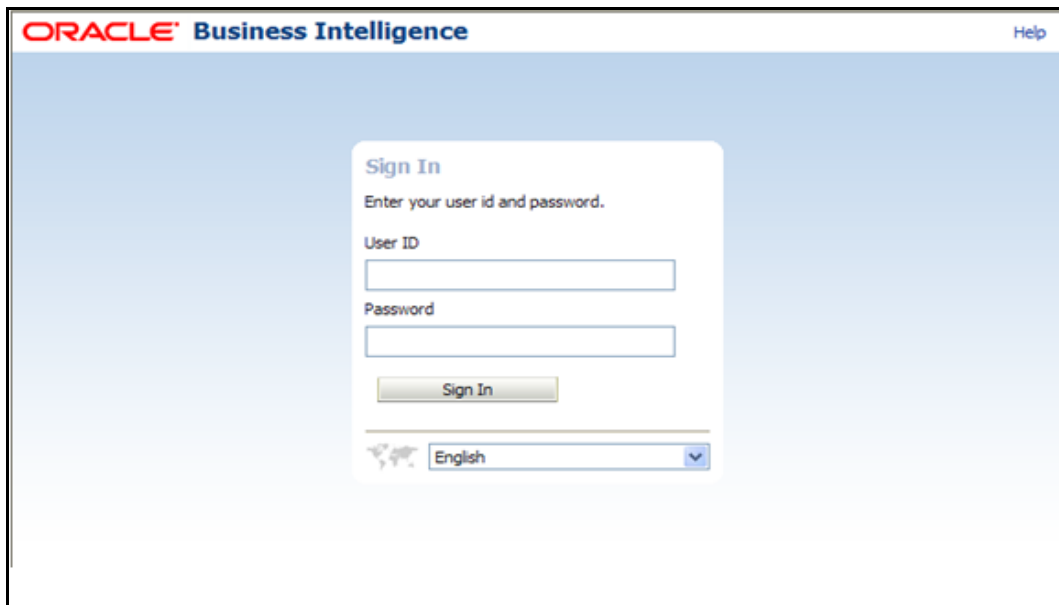 ORACLE Business Intelligence
Help
Sign In
Enter your user id and password.
User ID
Password
Sign In
English